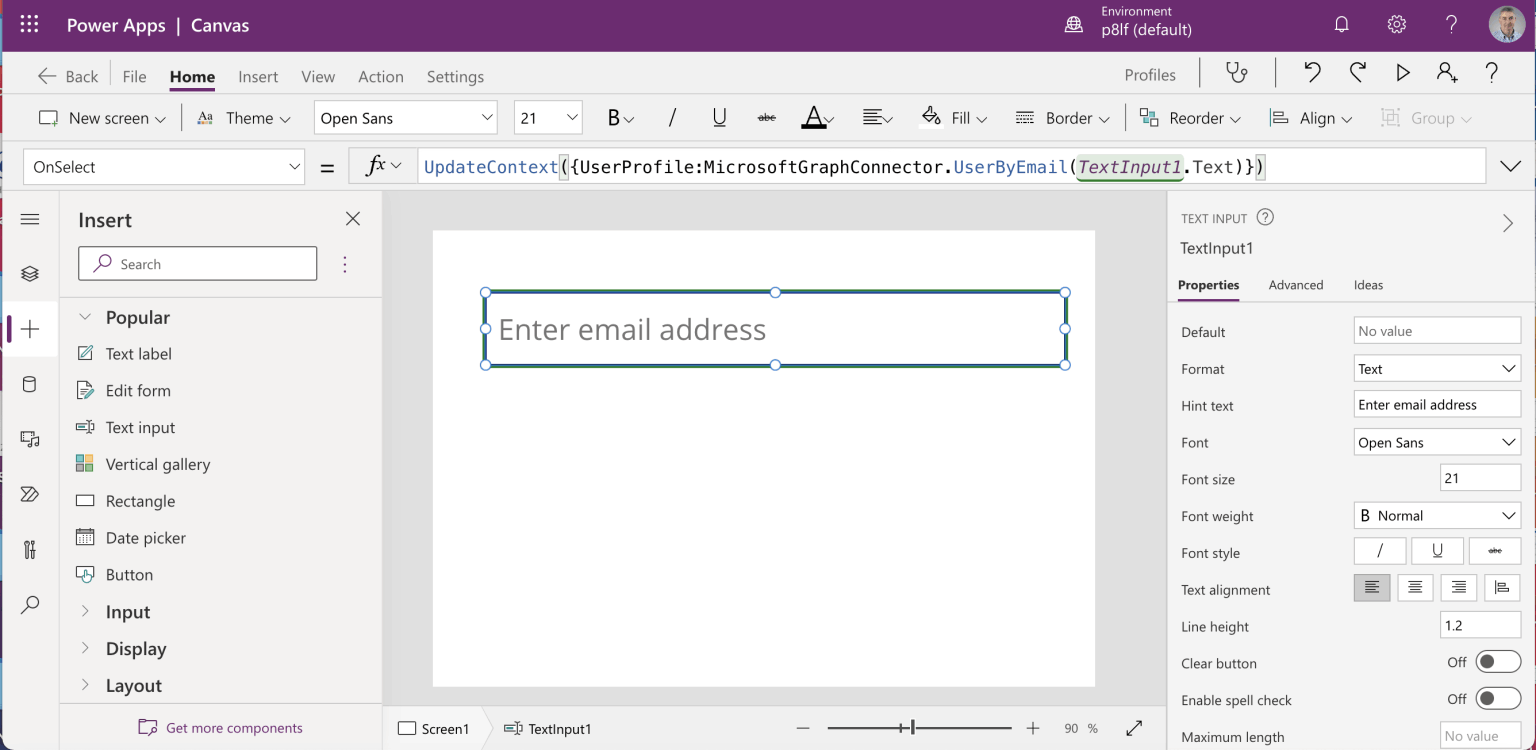 Power Apps | Canvas
Environment
p8lf (default)
Back File Home Insert View Action Settings Profiles
New screen Aa Theme Open Sans 21 B / U abc A Fill Border Reorder Align Group
OnSelect = fx UpdateContext({UserProfile:MicrosoftGraphConnector.UserByEmail(TextInput1.Text)})
Insert
Search
Popular
Text label
Edit form
Text input
Vertical gallery
Rectangle
Date picker
Button
Input
Display
Layout
Get more components
Enter email address
Screen1 TextInput1 90 %
TEXT INPUT
TextInput1
Properties Advanced Ideas
Default No value
Format Text
Hint text Enter email address
Font Open Sans
Font size 21
Font weight B Normal
Font style / U abc
Text alignment
Line height 1.2
Clear button Off
Enable spell check Off
Maximum length No value